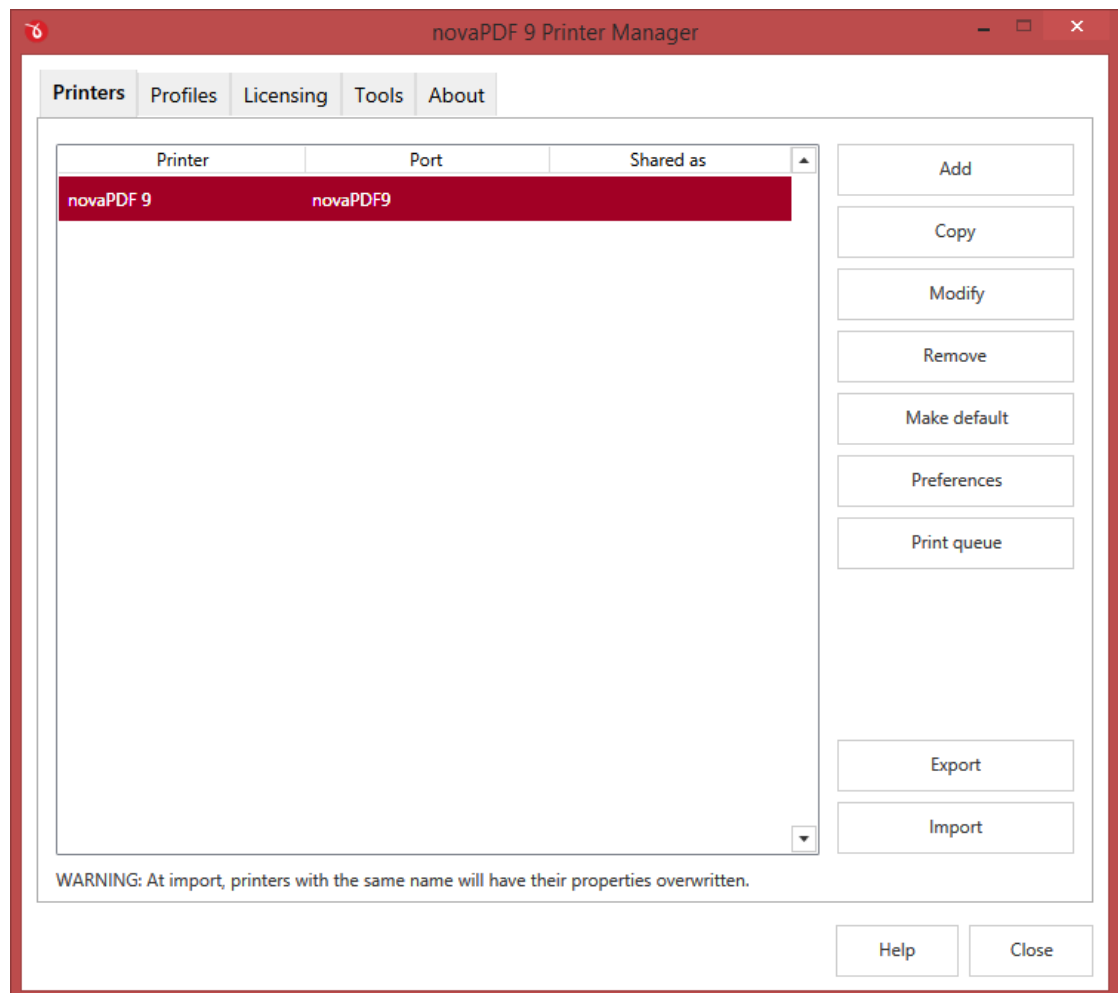 novaPDF 9 Printer Manager
Printers Profiles Licensing Tools About
Printer Port Shared as
novaPDF 9 novaPDF9
Add
Copy
Modify
Remove
Make default
Preferences
Print queue
Export
Import
WARNING: At import, printers with the same name will have their properties overwritten.
Help Close